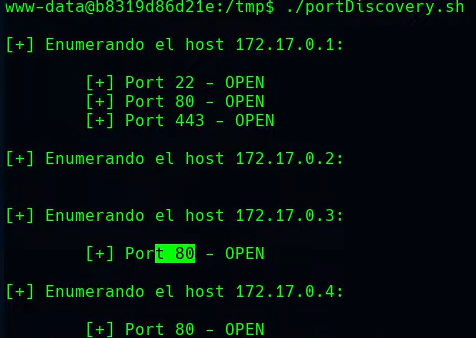 www-data@b8319d86d21e:/tmp$ ./portDiscovery.sh
[+] Enumerando el host 172.17.0.1:
[+] Port 22 - OPEN
[+] Port 80 - OPEN
[+] Port 443 - OPEN
[+] Enumerando el host 172.17.0.2:
[+] Enumerando el host 172.17.0.3:
[+] Port 80 - OPEN
[+] Enumerando el host 172.17.0.4:
[+] Port 80 - OPEN